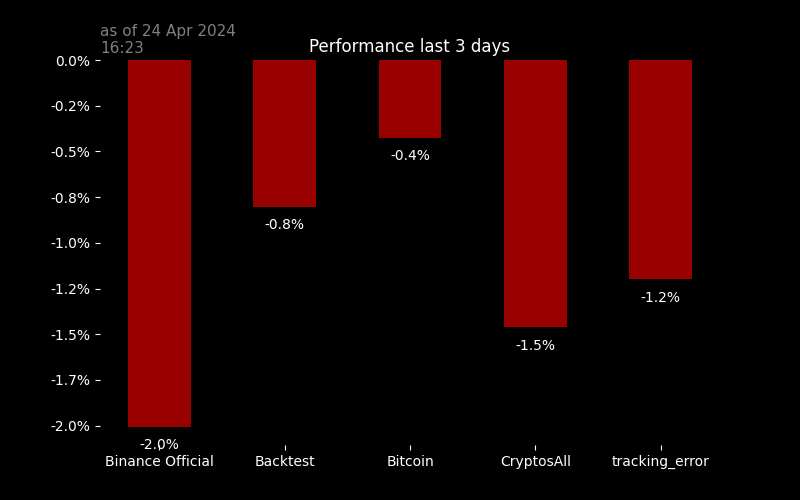 as of 24 Apr 2024
16:23
Performance last 3 days
0.0%
-0.2%
-0.5%
-0.8%
-1.0%
-1.2%
-1.5%
-1.7%
-2.0%
-2.0%
-0.8%
-0.4%
-1.5%
-1.2%
Binance Official
Backtest
Bitcoin
CryptosAll
tracking_error